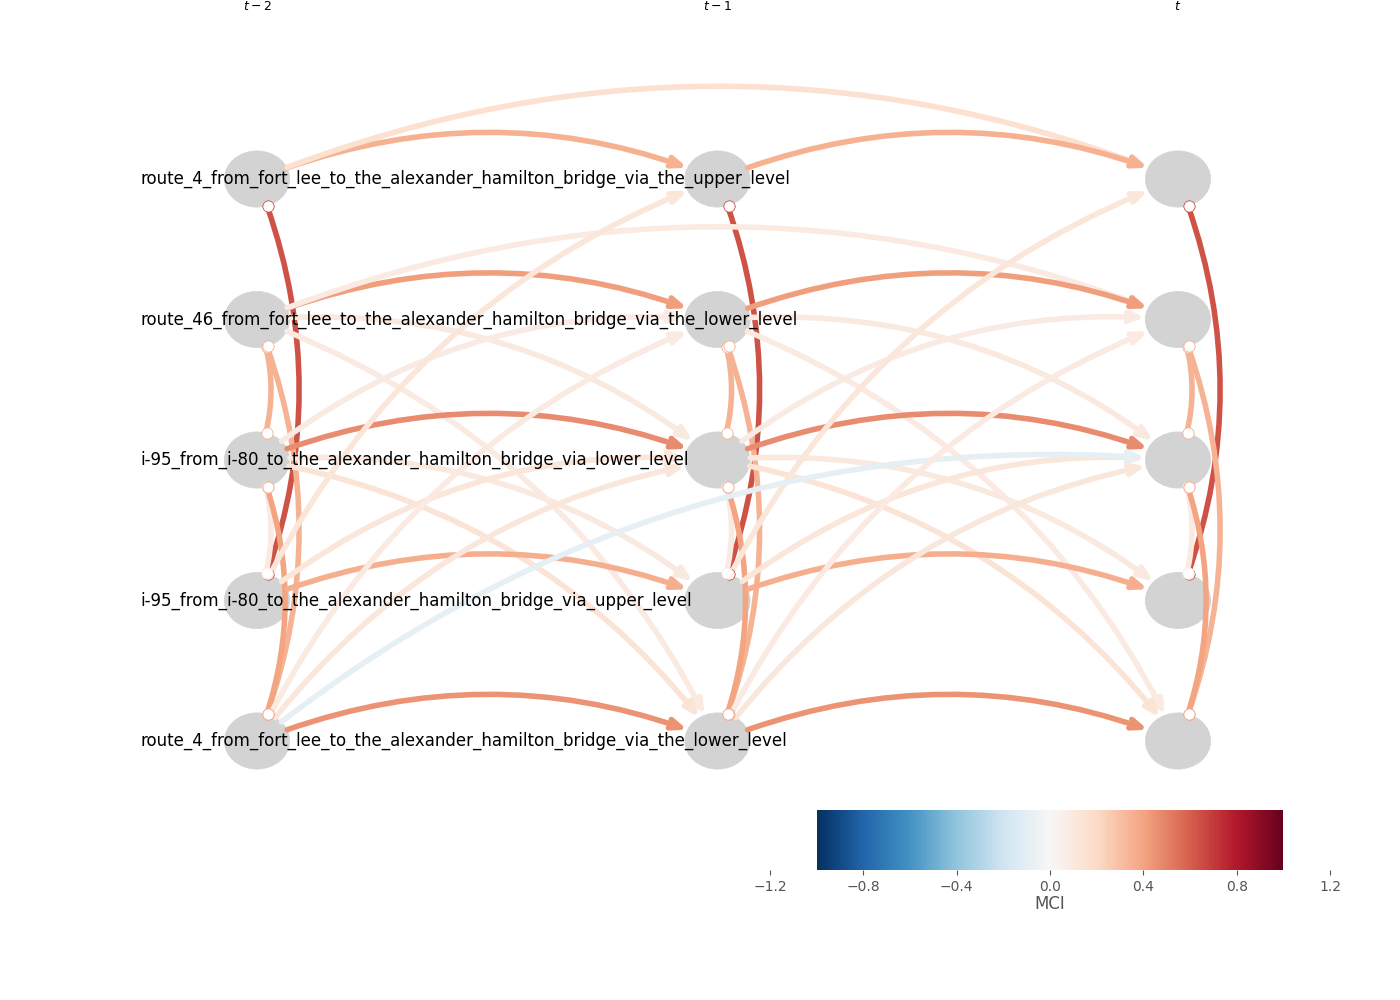 t − 2 t − 1 t
route_4_from_fort_lee_to_the_alexander_hamilton_bridge_via_the_upper_level
route_46_from_fort_lee_to_the_alexander_hamilton_bridge_via_the_lower_level
i-95_from_i-80_to_the_alexander_hamilton_bridge_via_lower_level
i-95_from_i-80_to_the_alexander_hamilton_bridge_via_upper_level
route_4_from_fort_lee_to_the_alexander_hamilton_bridge_via_the_lower_level
−1.2 −0.8 −0.4 0.0 0.4 0.8 1.2
MCI